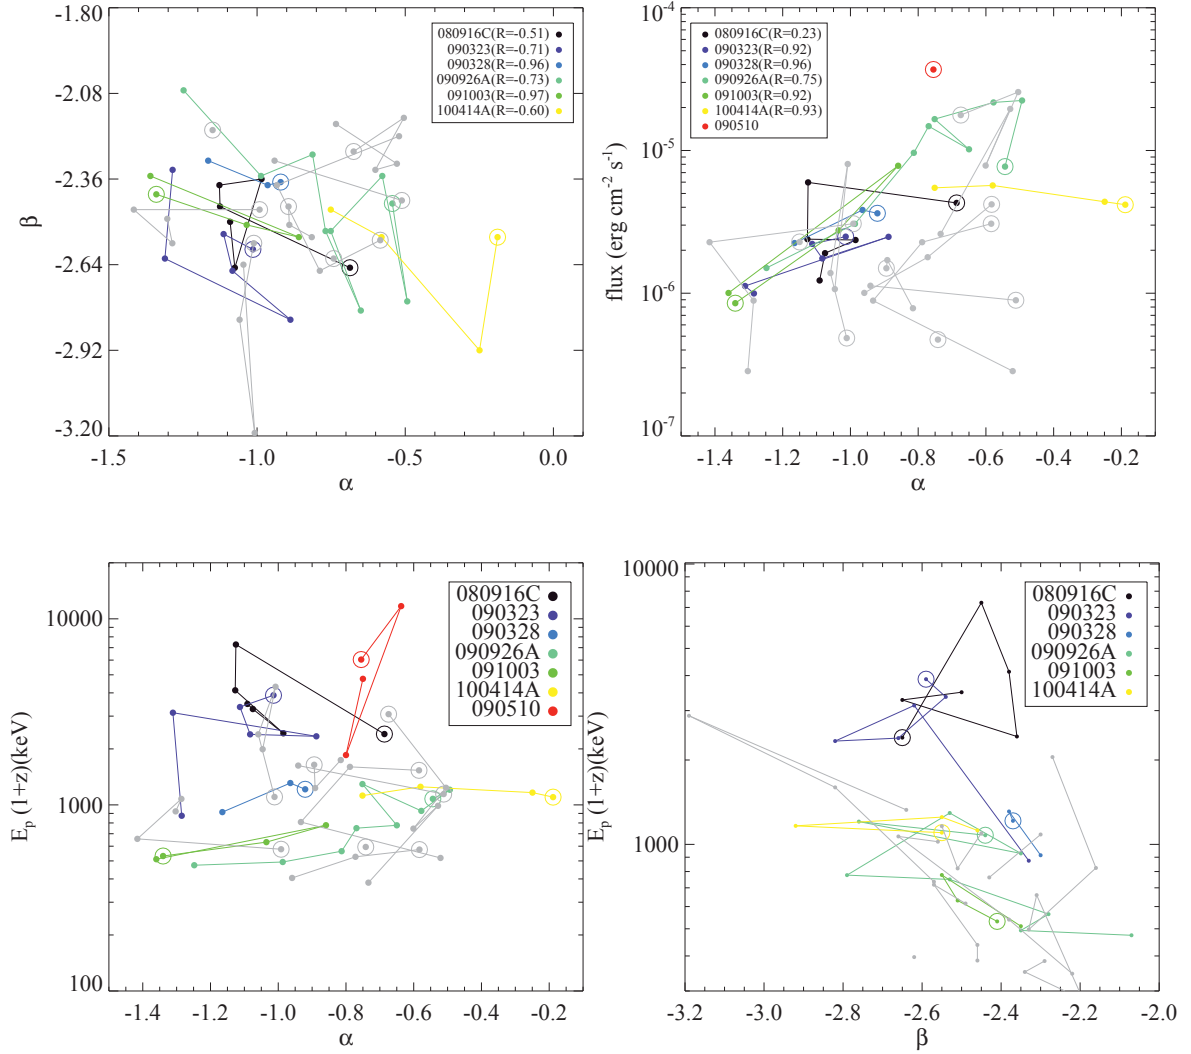 -1.80
-2.08
-2.36
-2.64
-2.92
-3.20
β
080916C(R=-0.51)
090323(R=-0.71)
090328(R=-0.96)
090926A(R=-0.73)
091003(R=-0.97)
100414A(R=-0.60)
-1.5 -1.0 -0.5 0.0
α
10-4
10-5
10-6
10-7
flux (erg cm-2 s-1)
080916C(R=0.23)
090323(R=0.92)
090328(R=0.96)
090926A(R=0.75)
091003(R=0.92)
100414A(R=0.93)
090510
-1.4 -1.2 -1.0 -0.8 -0.6 -0.4 -0.2
α
10000
1000
100
Ep (1+z)(keV)
080916C
090323
090328
090926A
091003
100414A
090510
-1.4 -1.2 -1.0 -0.8 -0.6 -0.4 -0.2
α
10000
1000
Ep (1+z)(keV)
080916C
090323
090328
090926A
091003
100414A
-3.2 -3.0 -2.8 -2.6 -2.4 -2.2 -2.0
β